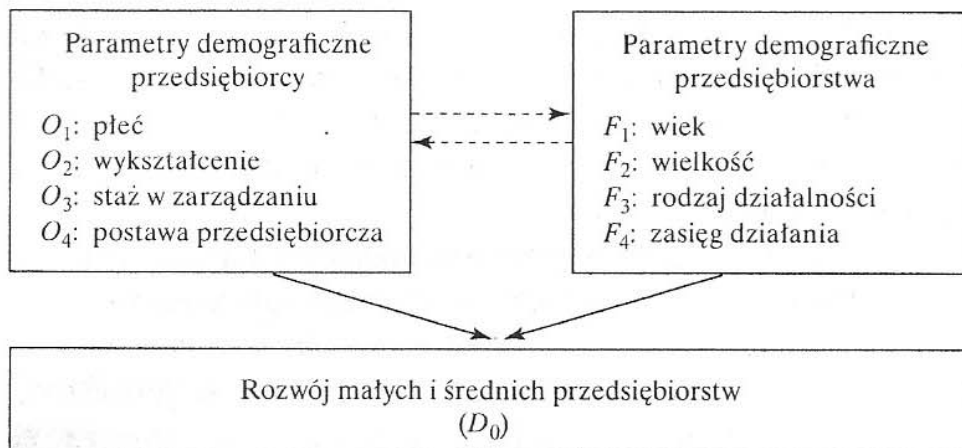 Parametry demograficzne
przedsiębiorcy
O₁: płeć
O₂: wykształcenie
O₃: staż w zarządzaniu
O₄: postawa przedsiębiorcza
Parametry demograficzne
przedsiębiorstwa
F₁: wiek
F₂: wielkość
F₃: rodzaj działalności
F₄: zasięg działania
Rozwój małych i średnich przedsiębiorstw
(D₀)